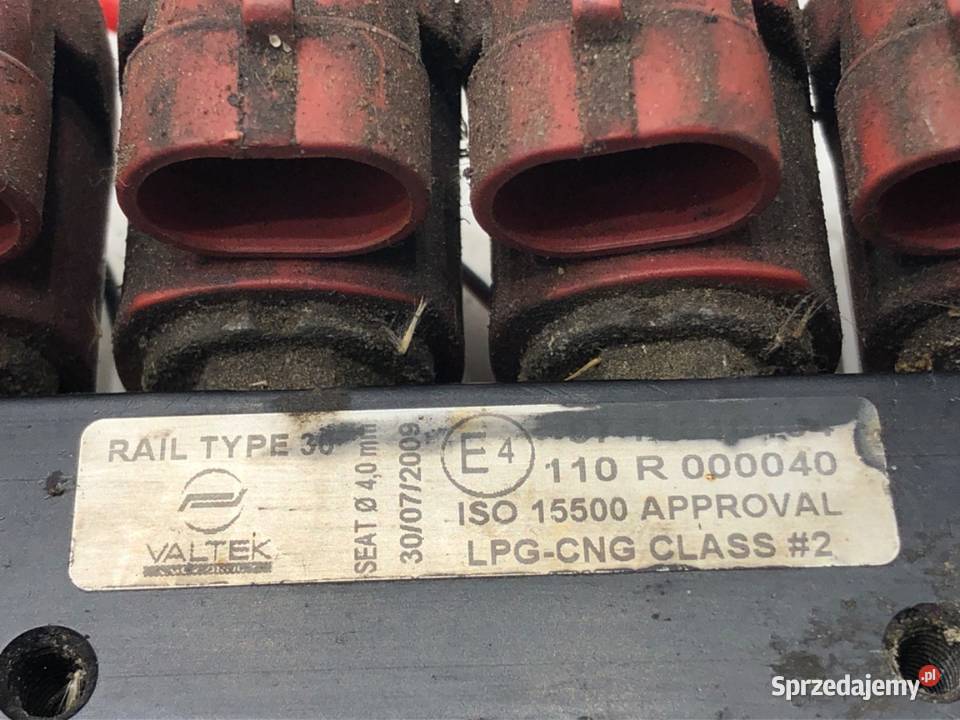 RAIL TYPE 30
VALTEK
SEAT Ø 4,0 mm
30/07/2009
E4
110 R 000040
ISO 15500 APPROVAL
LPG-CNG CLASS #2
Sprzedajemy.pl